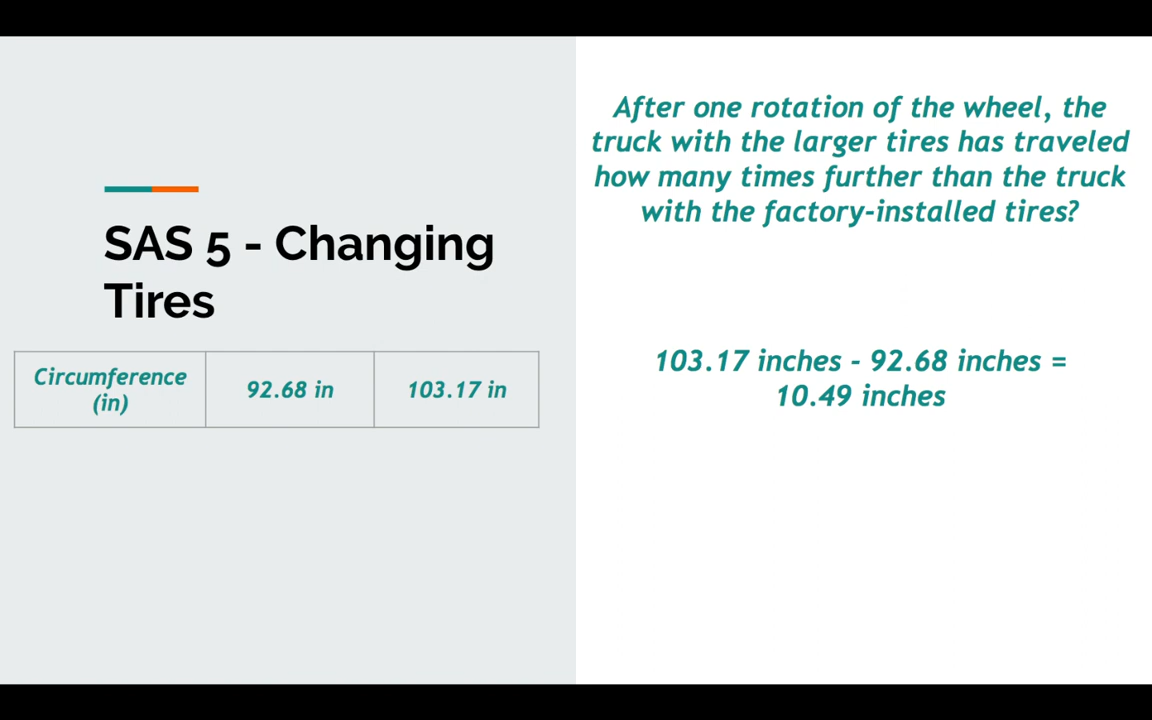 SAS 5 - Changing
Tires
Circumference
(in)
92.68 in
103.17 in
After one rotation of the wheel, the
truck with the larger tires has traveled
how many times further than the truck
with the factory-installed tires?
103.17 inches - 92.68 inches =
10.49 inches